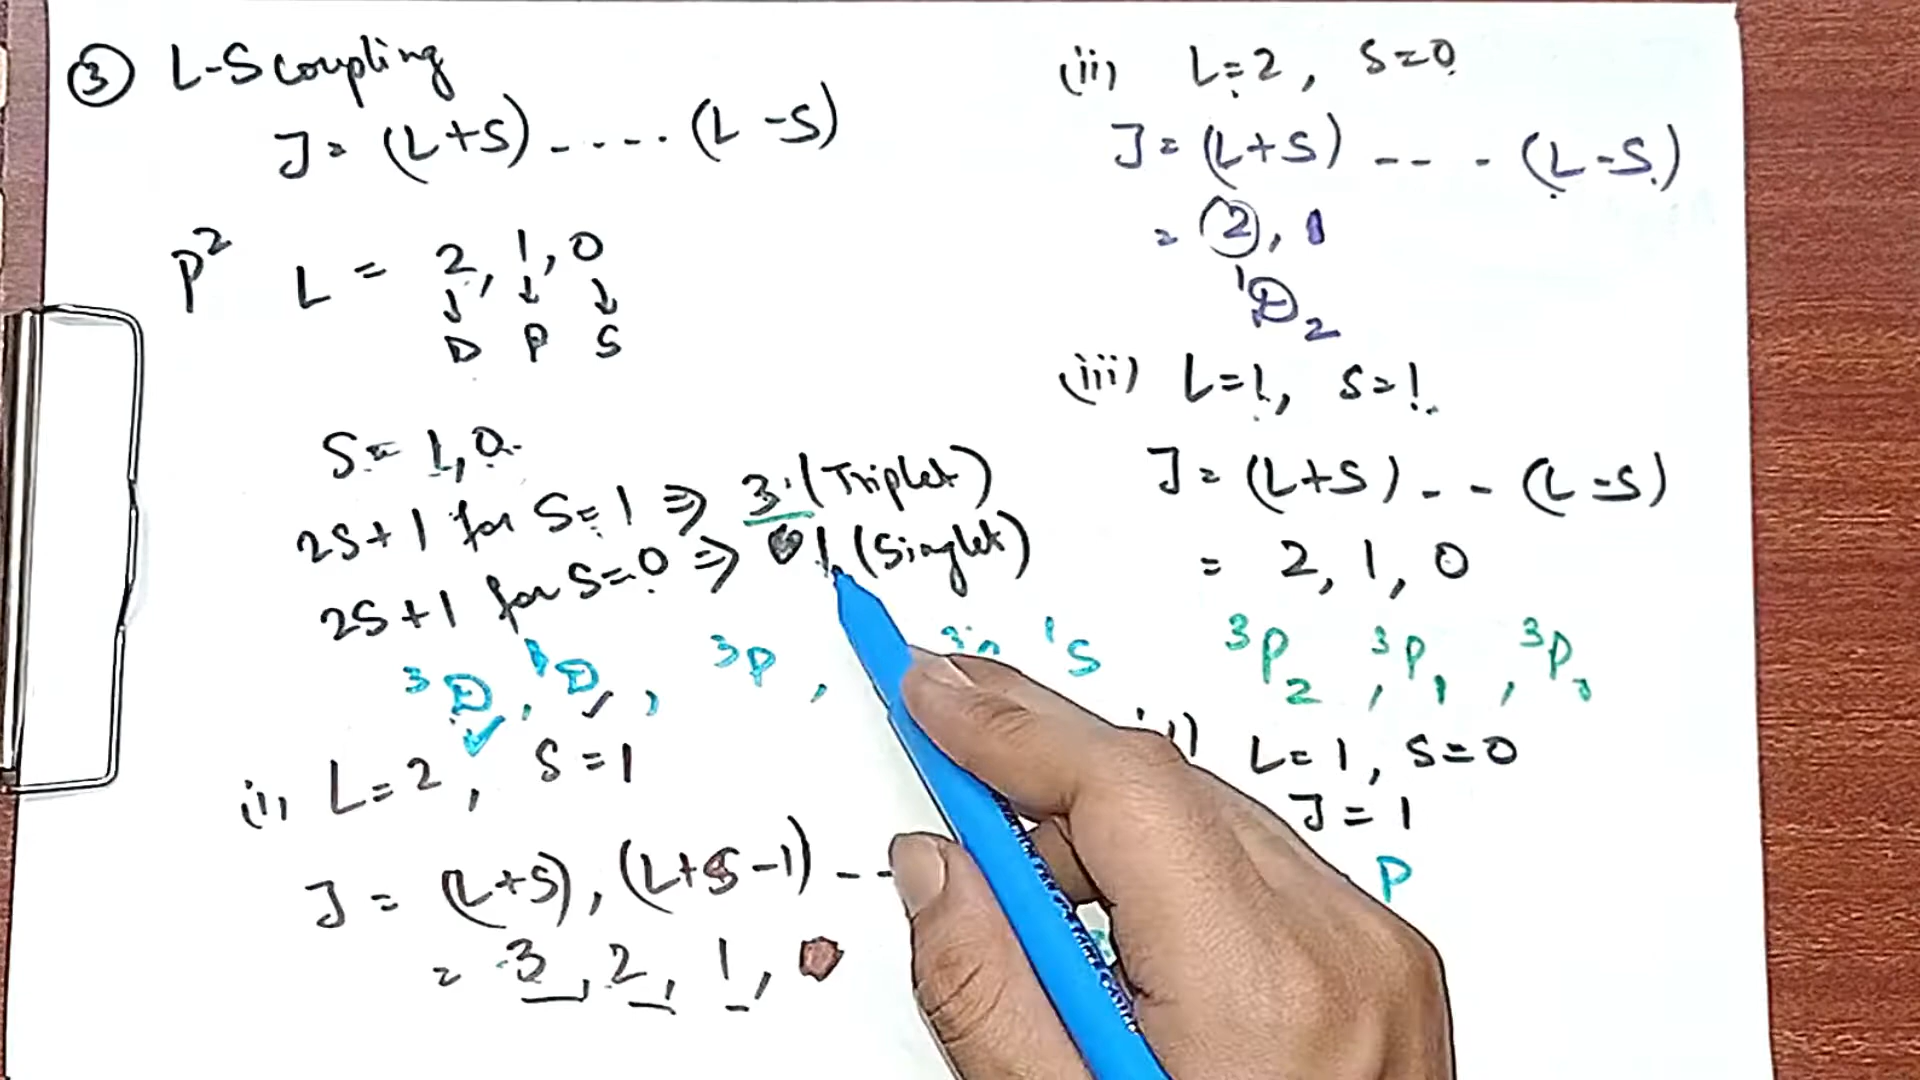 ③ L-S coupling
J = (L+S) ----- (L-S)
P² L = 2, 1, 0
↓ ↓ ↓
D P S
S = 1, 0
2S+1 for S=1 ⇒ 3 (Triplet)
2S+1 for S=0 ⇒ 1 (Singlet)
³D, ¹D, ³P, ¹S
(i) L=2, S=1
J = (L+S), (L+S-1) --
= 3, 2, 1,
(ii) L=2, S=0
J = (L+S) --- (L-S)
= 2,
¹D₂
(iii) L=1, S=1
J = (L+S) -- (L-S)
= 2, 1, 0
³P₂, ³P₁, ³P
L=1, S=0
J = 1
P